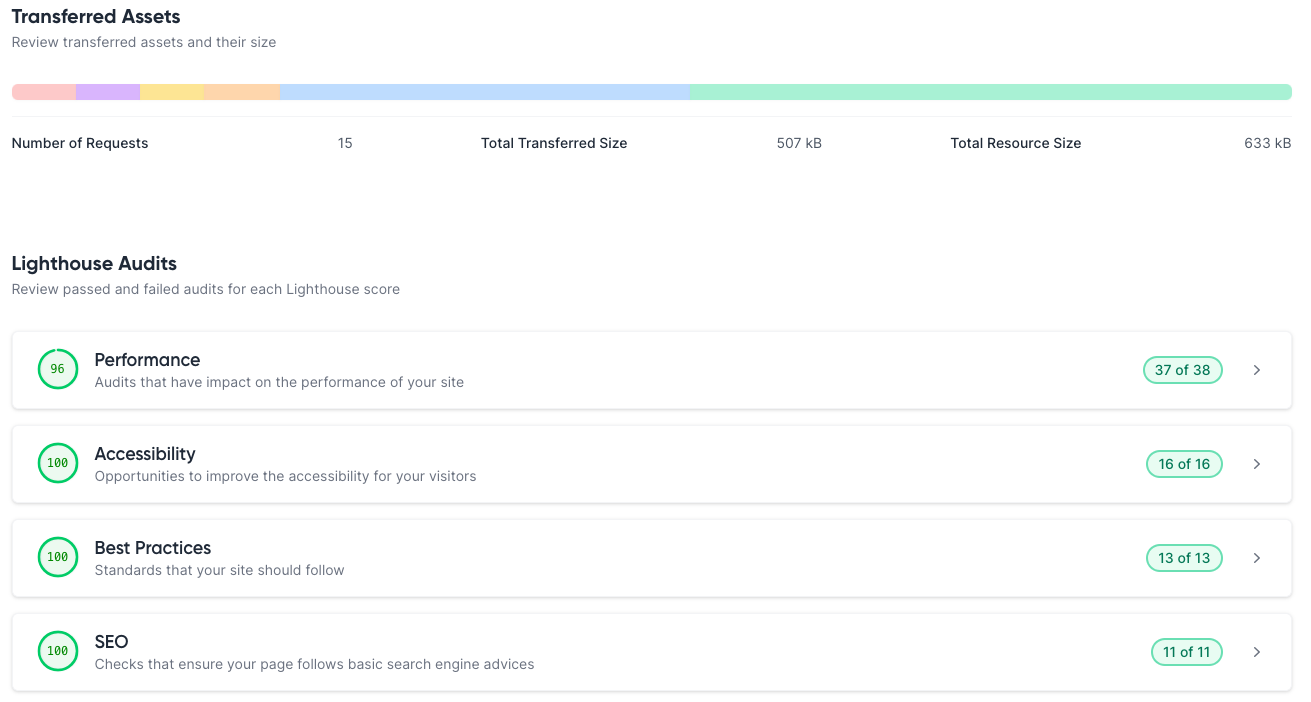 Transferred Assets
Review transferred assets and their size
Number of Requests 15 Total Transferred Size 507 kB Total Resource Size 633 kB
Lighthouse Audits
Review passed and failed audits for each Lighthouse score
96 Performance 37 of 38
Audits that have impact on the performance of your site
100 Accessibility 16 of 16
Opportunities to improve the accessibility for your visitors
100 Best Practices 13 of 13
Standards that your site should follow
100 SEO 11 of 11
Checks that ensure your page follows basic search engine advices